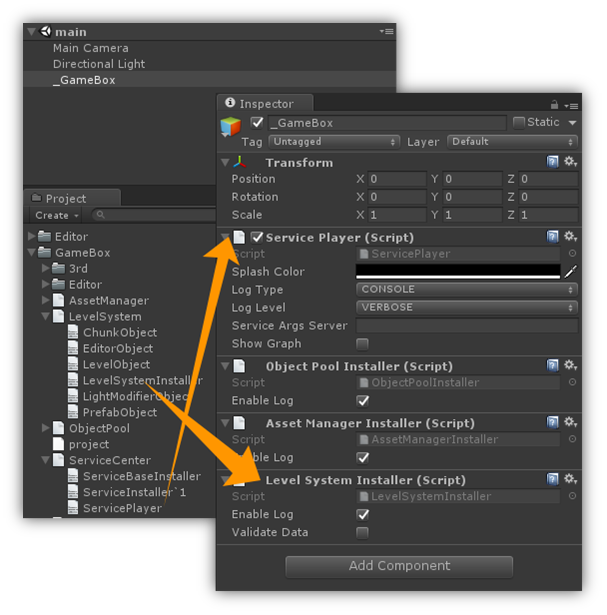 main
Main Camera
Directional Light
_GameBox
Project
Create
Editor
GameBox
3rd
Editor
AssetManager
LevelSystem
ChunkObject
EditorObject
LevelObject
LevelSystemInstaller
LightModifierObject
PrefabObject
ObjectPool
project
ServiceCenter
ServiceBaseInstaller
ServiceInstaller`1
ServicePlayer
Inspector
_GameBox Static
Tag Untagged Layer Default
Transform
Position X 0 Y 0 Z 0
Rotation X 0 Y 0 Z 0
Scale X 1 Y 1 Z 1
Service Player (Script)
Script ServicePlayer
Splash Color
Log Type CONSOLE
Log Level VERBOSE
Service Args Server
Show Graph
Object Pool Installer (Script)
Script ObjectPoolInstaller
Enable Log
Asset Manager Installer (Script)
Script AssetManagerInstaller
Log
Level System Installer (Script)
Script LevelSystemInstaller
Enable Log
Validate Data
Add Component